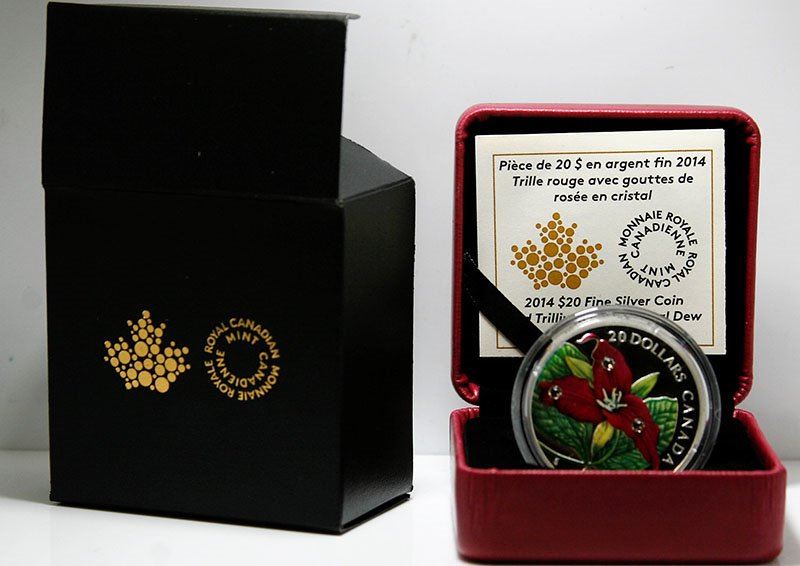 ROYAL CANADIAN MINT
MONNAIE ROYALE CANADIENNE
Pièce de 20 $ en argent fin 2014
Trille rouge avec gouttes de
rosée en cristal
MONNAIE ROYALE CANADIENNE
ROYAL CANADIAN MINT
2014 $20 Fine Silver Coin
Dew
20 DOLLARS CANADA